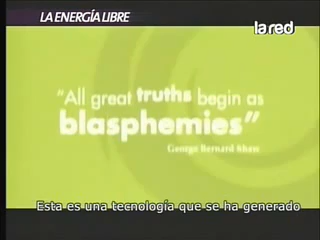 LA ENERGÍA LIBRE
la red
“All great truths begin as
blasphemies”
George Bernard Shaw
Esta es una tecnología que se ha generado